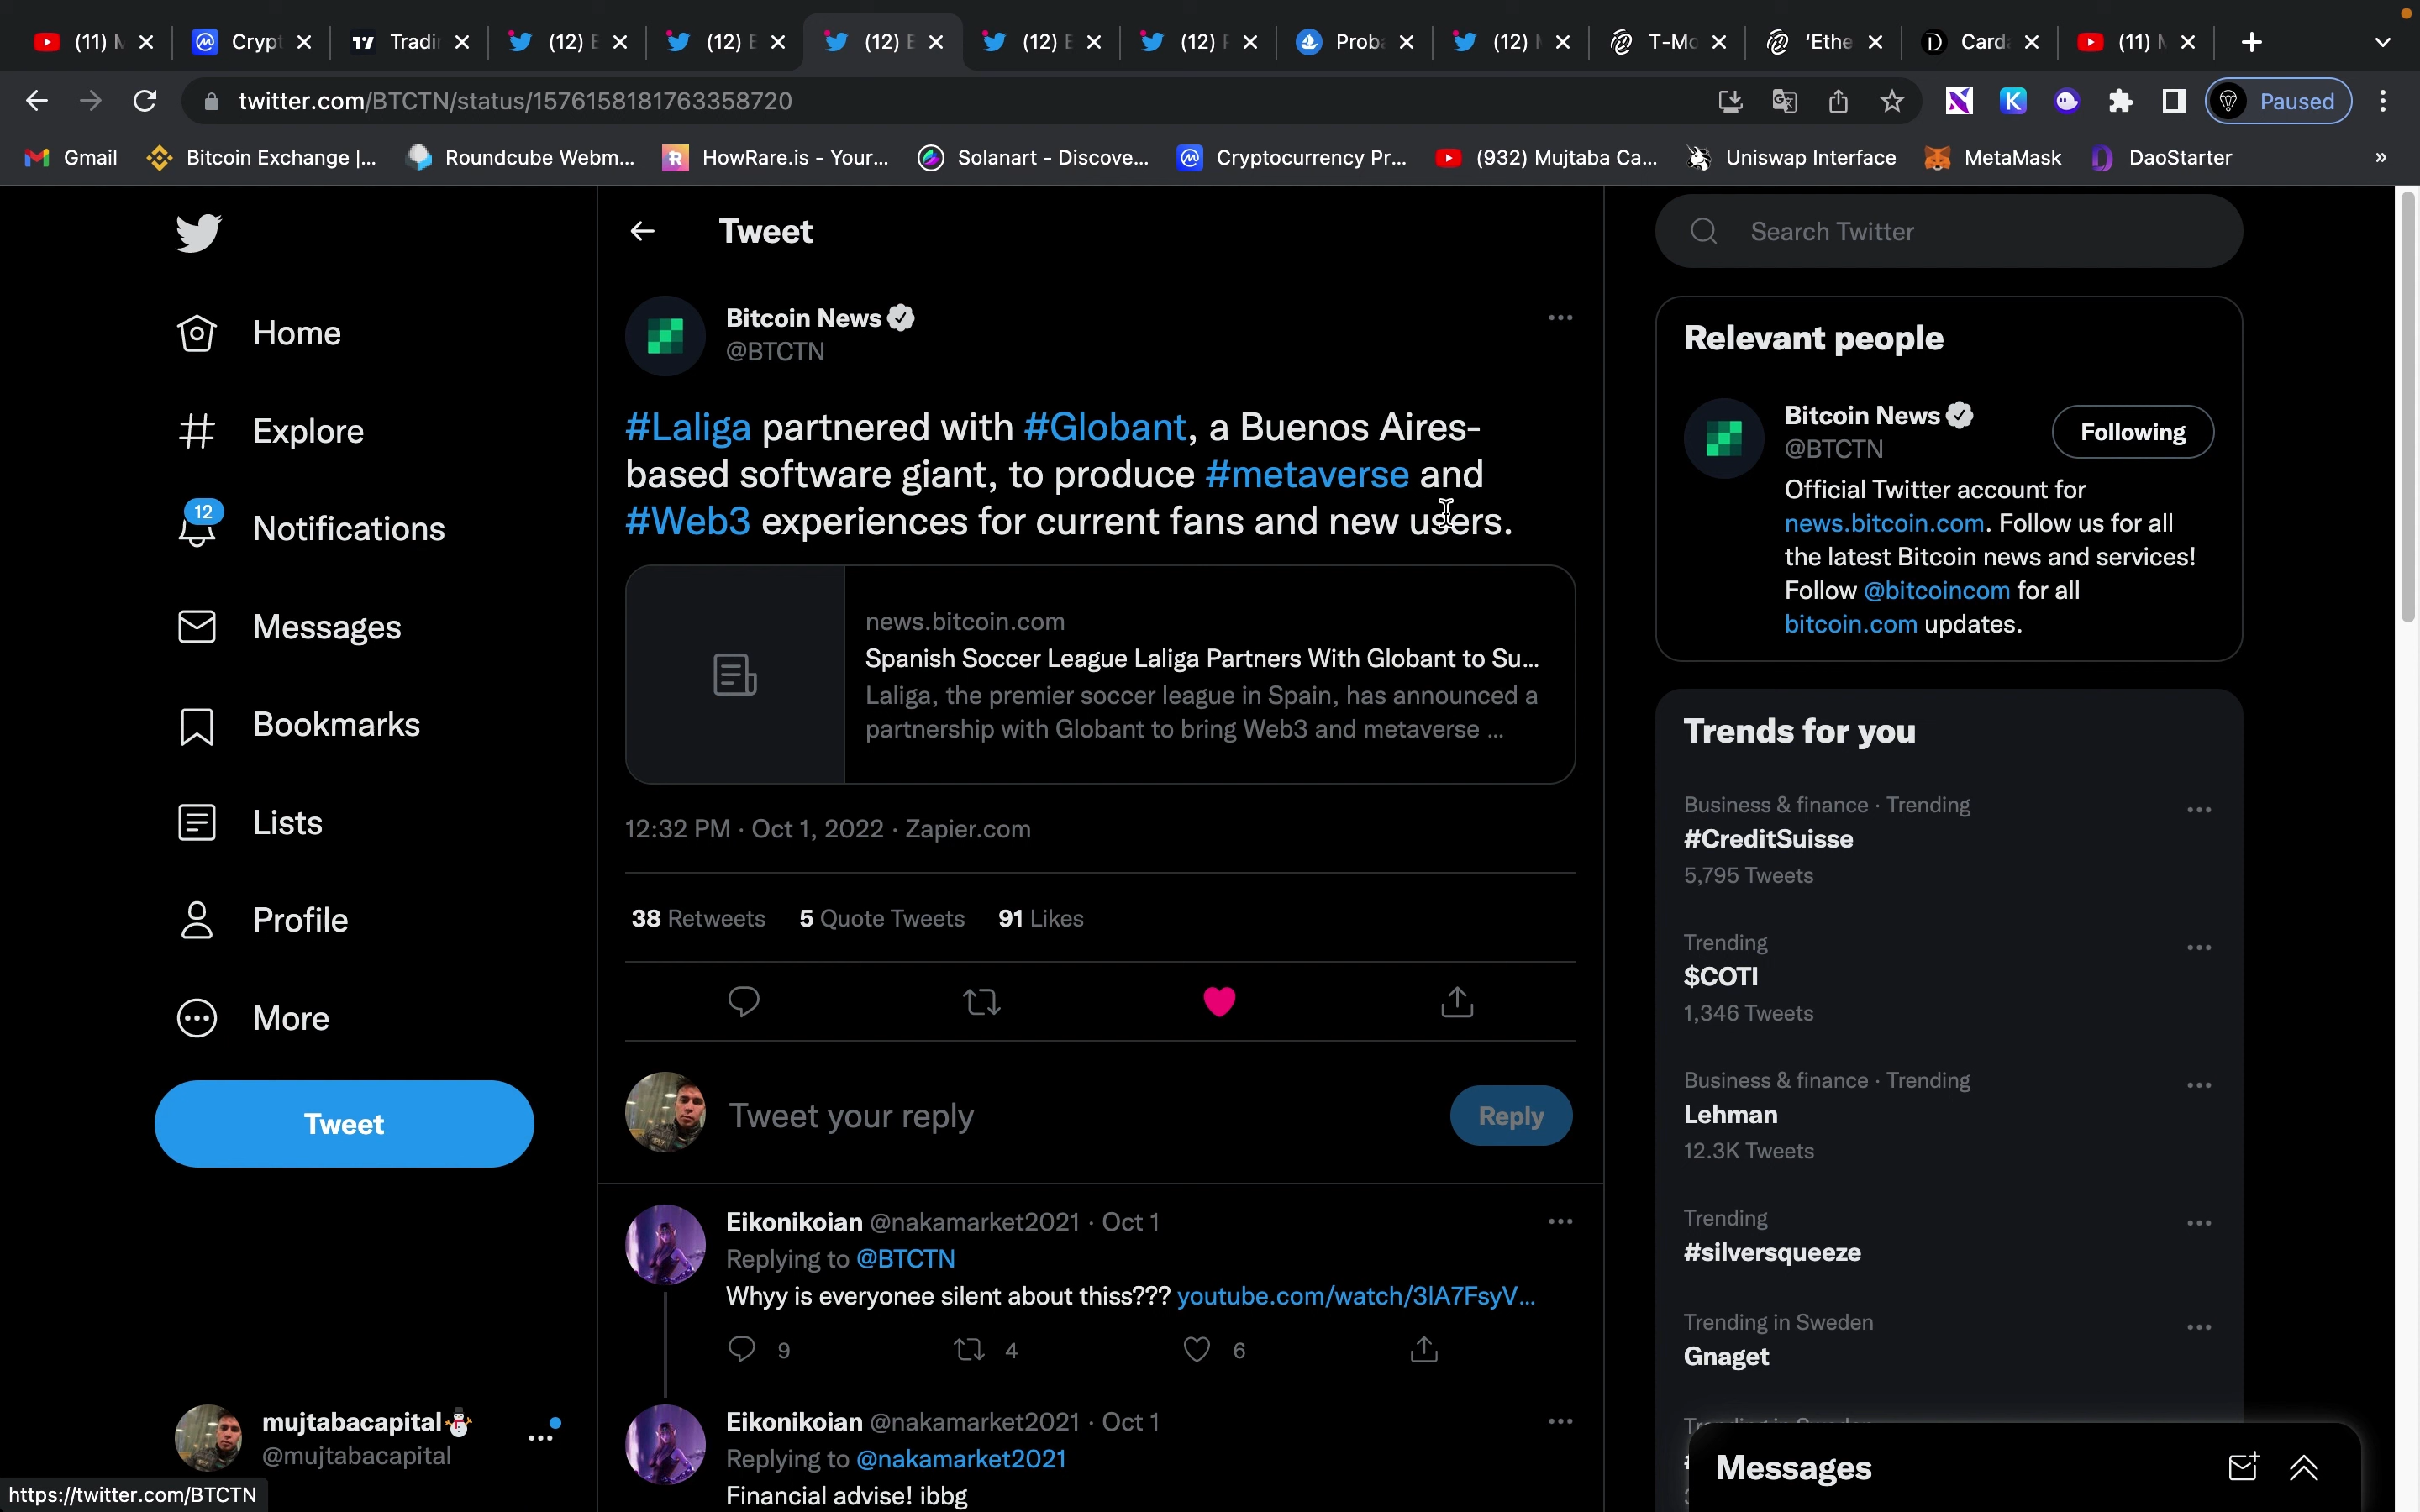 (11) M
Crypt
Tradi
(12) E
(12) E
(12) E
(12) E
(12) F
Proba
(12) N
T-Mo
'Ethe
Carda
(11) M
twitter.com/BTCTN/status/1576158181763358720
Paused
Gmail
Bitcoin Exchange |...
Roundcube Webm...
HowRare.is - Your...
Solanart - Discove...
Cryptocurrency Pr...
(932) Mujtaba Ca...
Uniswap Interface
MetaMask
DaoStarter
»
Home
Explore
12
Notifications
Messages
Bookmarks
Lists
Profile
More
Tweet
mujtabacapital
@mujtabacapital
https://twitter.com/BTCTN
Tweet
Bitcoin News
@BTCTN
#Laliga partnered with #Globant, a Buenos Aires-
based software giant, to produce #metaverse and
#Web3 experiences for current fans and new users.
news.bitcoin.com
Spanish Soccer League Laliga Partners With Globant to Su...
Laliga, the premier soccer league in Spain, has announced a
partnership with Globant to bring Web3 and metaverse ...
12:32 PM · Oct 1, 2022 · Zapier.com
38 Retweets 5 Quote Tweets 91 Likes
Tweet your reply
Reply
Eikonikoian @nakamarket2021 · Oct 1
Replying to @BTCTN
Whyy is everyonee silent about thiss??? youtube.com/watch/3lA7FsyV...
9 4 6
Eikonikoian @nakamarket2021 · Oct 1
Replying to @nakamarket2021
Financial advise! ibbg
Search Twitter
Relevant people
Bitcoin News
@BTCTN
Following
Official Twitter account for
news.bitcoin.com. Follow us for all
the latest Bitcoin news and services!
Follow @bitcoincom for all
bitcoin.com updates.
Trends for you
Business & finance · Trending
#CreditSuisse
5,795 Tweets
Trending
$COTI
1,346 Tweets
Business & finance · Trending
Lehman
12.3K Tweets
Trending
#silversqueeze
Trending in Sweden
Gnaget
Messages